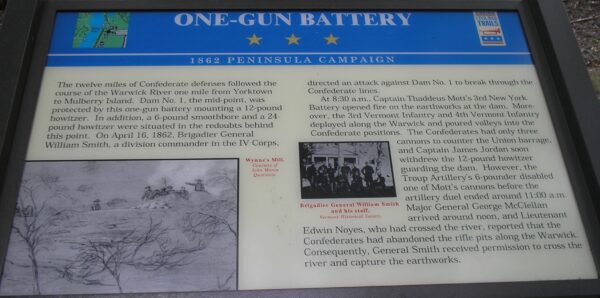 ONE-GUN BATTERY
1862 PENINSULA CAMPAIGN
CIVIL WAR
TRAILS
The twelve miles of Confederate defenses followed the
course of the Warwick River one mile from Yorktown
to Mulberry Island. Dam No. 1, the mid-point, was
protected by this one-gun battery mounting a 12-pound
howitzer. In addition, a 6-pound smoothbore and a 24-
pound howitzer were situated in the redoubts behind
this point. On April 16, 1862, Brigadier General
William Smith, a division commander in the IV Corps,
Wynne's Mill,
Courtesy of
John Moran
Quarstein
directed an attack against Dam No. 1 to break through the
Confederate lines.
At 8:30 a.m., Captain Thaddeus Mott's 3rd New York
Battery opened fire on the earthworks at the dam. More-
over, the 3rd Vermont Infantry and 4th Vermont Infantry
deployed along the Warwick and poured volleys into the
Confederate positions. The Confederates had only three
cannons to counter the Union barrage,
and Captain James Jordan soon
withdrew the 12-pound howitzer
guarding the dam. However, the
Troup Artillery's 6-pounder disabled
one of Mott's cannons before the
artillery duel ended around 11:00 a.m.
Major General George McClellan
arrived around noon, and Lieutenant
Edwin Noyes, who had crossed the river, reported that the
Confederates had abandoned the rifle pits along the Warwick.
Consequently, General Smith received permission to cross the
river and capture the earthworks.
Brigadier General William Smith
and his staff,
Vermont Historical Society